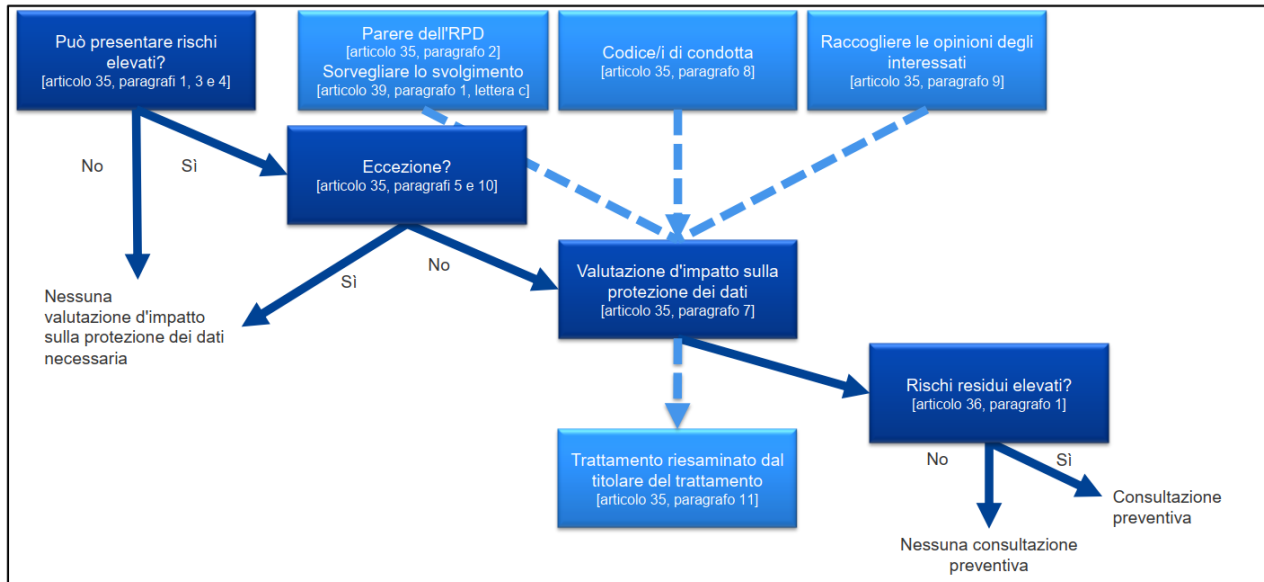 Può presentare rischi
elevati?
[articolo 35, paragrafi 1, 3 e 4]
Parere dell'RPD
[articolo 35, paragrafo 2]
Sorvegliare lo svolgimento
[articolo 39, paragrafo 1, lettera c]
Codice/i di condotta
[articolo 35, paragrafo 8]
Raccogliere le opinioni degli
interessati
[articolo 35, paragrafo 9]
No
Sì
Eccezione?
[articolo 35, paragrafi 5 e 10]
Sì
No
Nessuna
valutazione d'impatto
sulla protezione dei dati
necessaria
Valutazione d'impatto sulla
protezione dei dati
[articolo 35, paragrafo 7]
Rischi residui elevati?
[articolo 36, paragrafo 1]
Trattamento riesaminato dal
titolare del trattamento
[articolo 35, paragrafo 11]
No
Sì
Consultazione
preventiva
Nessuna consultazione
preventiva